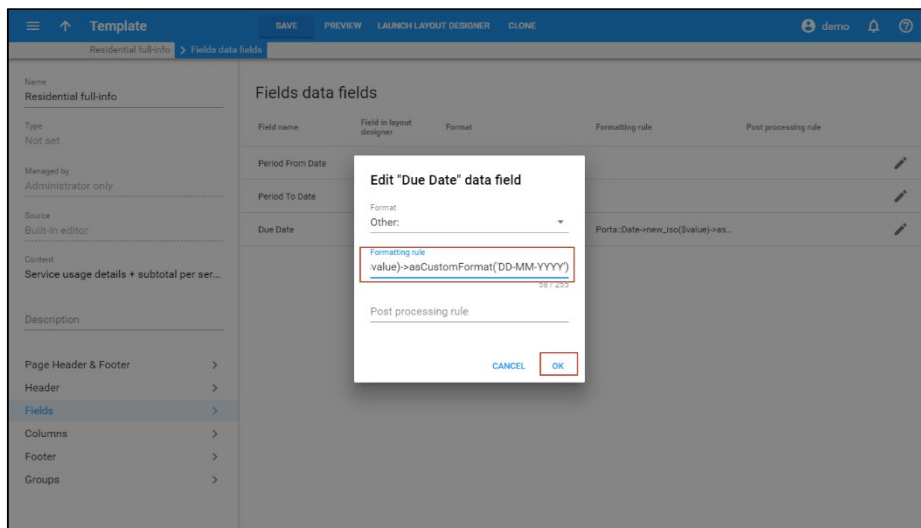 Template
SAVE PREVIEW LAUNCH LAYOUT DESIGNER CLONE
demo
Residential full-info > Fields data fields
Name
Residential full-info
Type
Not set
Managed by
Administrator only
Source
Built-in editor
Content
Service usage details + subtotal per ser...
Description
Page Header & Footer
Header
Fields
Columns
Footer
Groups
Fields data fields
Field name Field in layout designer Format Formatting rule Post processing rule
Period From Date
Period To Date
Due Date Porta::Date->new_iso($value)->as...
Edit "Due Date" data field
Format
Other:
Formatting rule
value)->asCustomFormat('DD-MM-YYYY')
58 / 255
Post processing rule
CANCEL OK